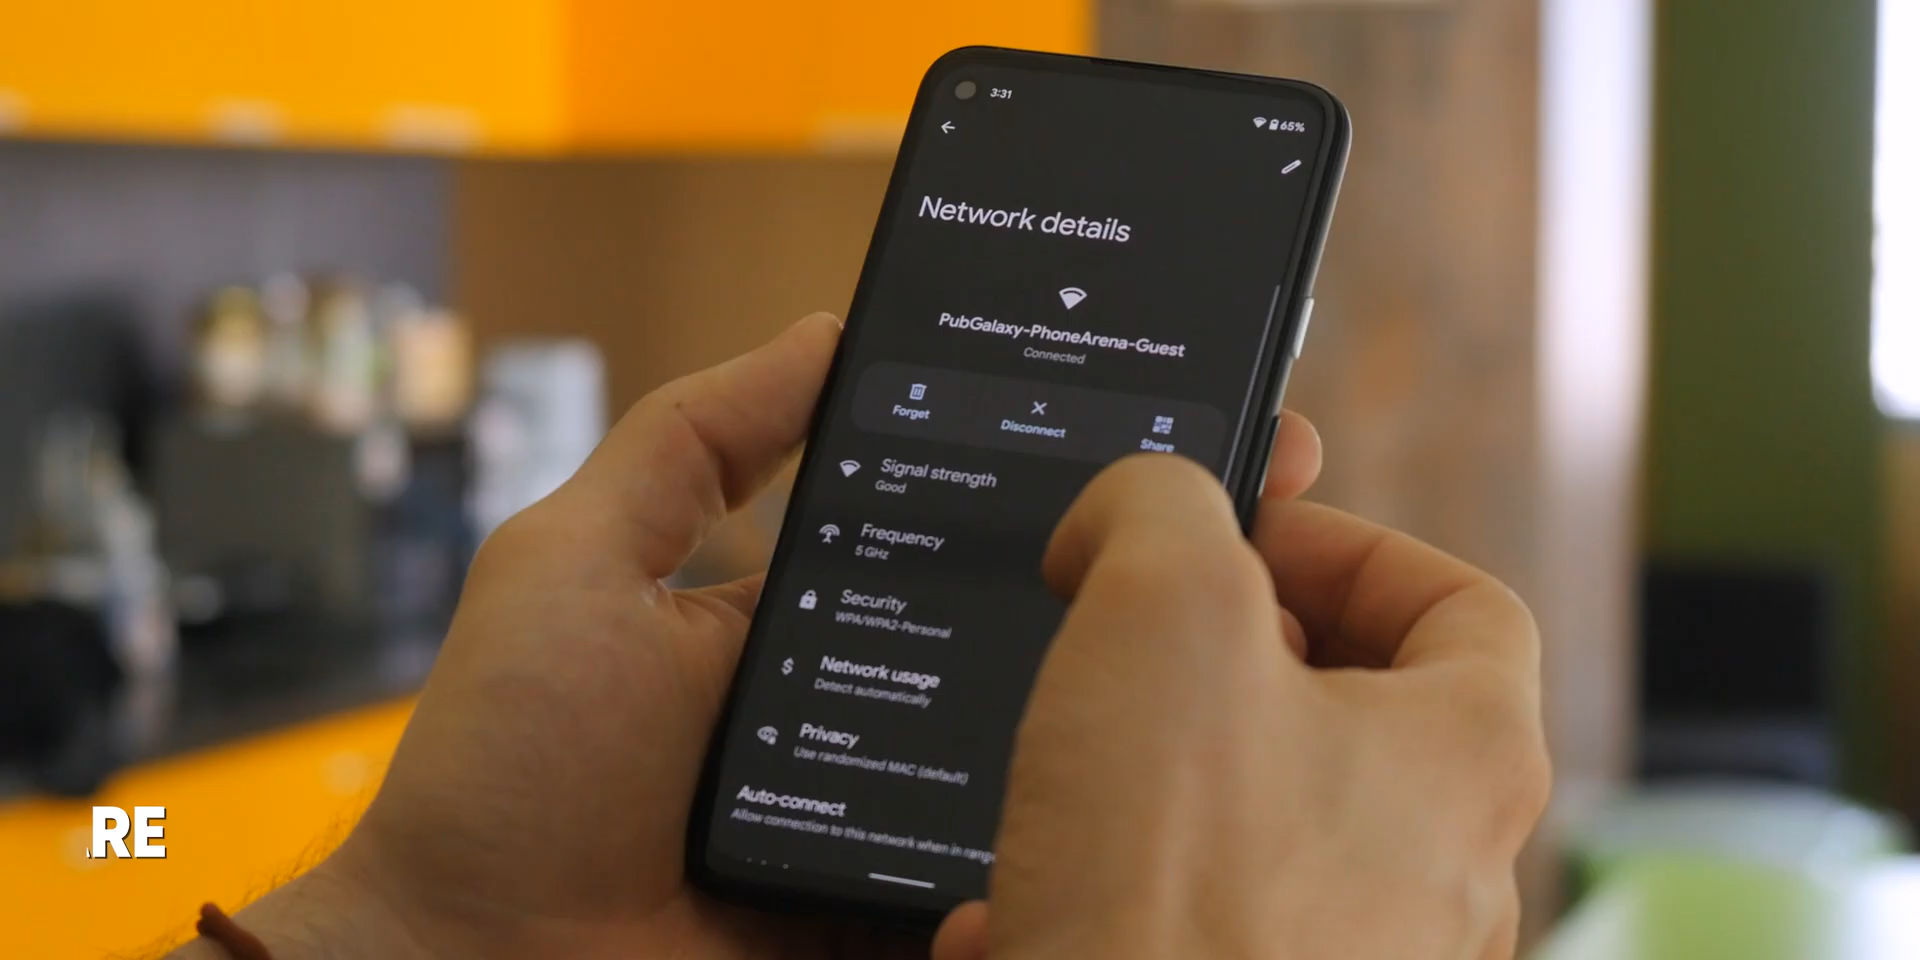 3:31
65%
Network details
PubGalaxy-PhoneArena-Guest
Connected
Forget
Disconnect
Share
Signal strength
Good
Frequency
5 GHz
Security
WPA/WPA2-Personal
$
Network usage
Detect automatically
Privacy
Use randomized MAC (default)
Auto-connect
Allow connection to this network when in range
RE